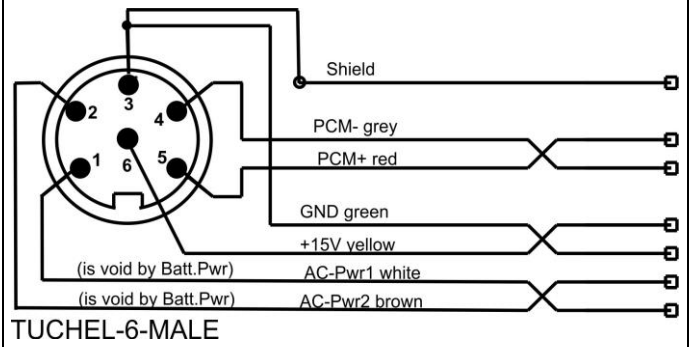 Shield
2
3
4
PCM- grey
1
6
5
PCM+ red
GND green
+15V yellow
(is void by Batt.Pwr) AC-Pwr1 white
(is void by Batt.Pwr) AC-Pwr2 brown
TUCHEL-6-MALE